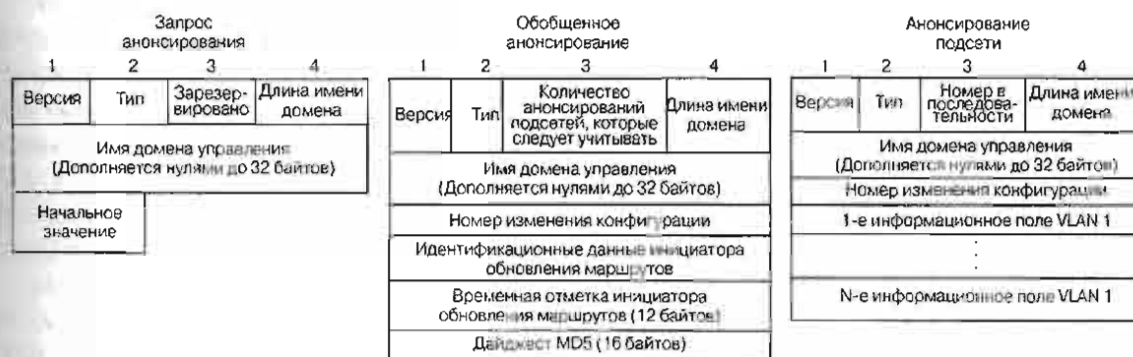 Запрос
анонсирования
1 2 3 4
Версия Тип Зарезер-
вировано Длина имени
домена
Имя домена управления
(Дополняется нулями до 32 байтов)
Начальное
значение
Обобщенное
анонсирование
1 2 3 4
Версия Тип Количество
анонсирований
подсетей, которые
следует учитывать Длина имени
домена
Имя домена управления
(Дополняется нулями до 32 байтов)
Номер изменения конфигурации
Идентификационные данные инициатора
обновления маршрутов
Временная отметка инициатора
обновления маршрутов (12 байтов)
Дайджест MD5 (16 байтов)
Анонсирование
подсети
1 2 3 4
Версия Тип Номер в
последова-
тельности Длина имени
домена
Имя домена управления
(Дополняется нулями до 32 байтов)
Номер изменения конфигурации
1-е информационное поле VLAN 1
N-е информационное поле VLAN 1